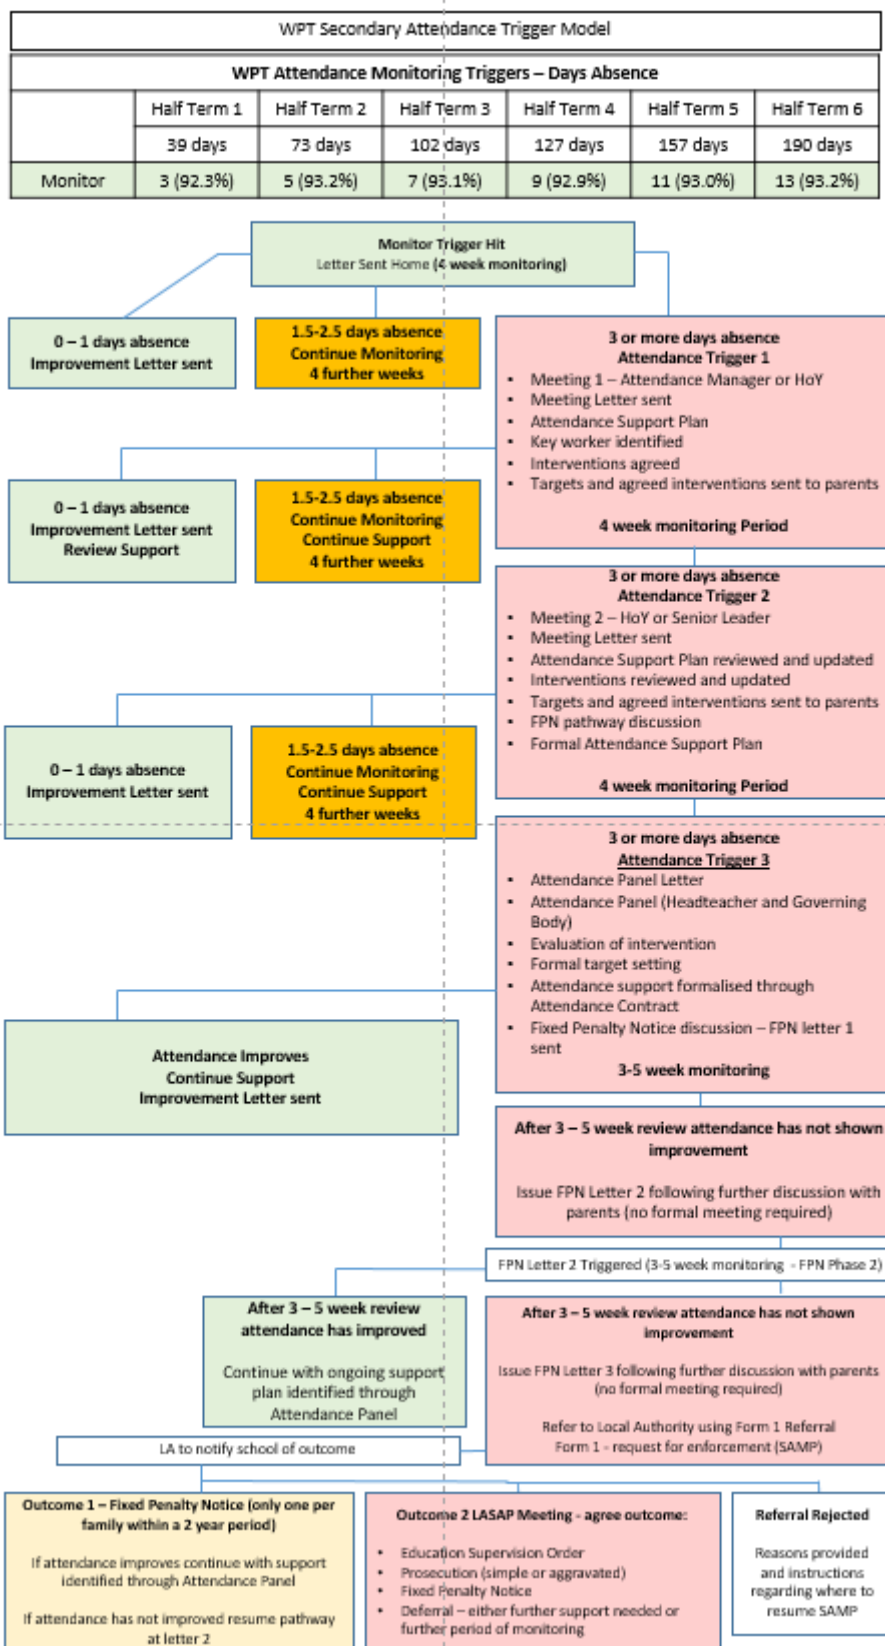 WPT Secondary Attendance Trigger Model
WPT Attendance Monitoring Triggers – Days Absence
Half Term 1 Half Term 2 Half Term 3 Half Term 4 Half Term 5 Half Term 6
39 days 73 days 102 days 127 days 157 days 190 days
Monitor 3 (92.3%) 5 (93.2%) 7 (93.1%) 9 (92.9%) 11 (93.0%) 13 (93.2%)
Monitor Trigger Hit
Letter Sent Home (4 week monitoring)
0 – 1 days absence
Improvement Letter sent
1.5-2.5 days absence
Continue Monitoring
4 further weeks
3 or more days absence
Attendance Trigger 1
▪ Meeting 1 – Attendance Manager or HoY
▪ Meeting Letter sent
▪ Attendance Support Plan
▪ Key worker identified
▪ Interventions agreed
▪ Targets and agreed interventions sent to parents
4 week monitoring Period
0 – 1 days absence
Improvement Letter sent
Review Support
1.5-2.5 days absence
Continue Monitoring
Continue Support
4 further weeks
3 or more days absence
Attendance Trigger 2
▪ Meeting 2 – HoY or Senior Leader
▪ Meeting Letter sent
▪ Attendance Support Plan reviewed and updated
▪ Interventions reviewed and updated
▪ Targets and agreed interventions sent to parents
▪ FPN pathway discussion
▪ Formal Attendance Support Plan
4 week monitoring Period
0 – 1 days absence
Improvement Letter sent
1.5-2.5 days absence
Continue Monitoring
Continue Support
4 further weeks
3 or more days absence
Attendance Trigger 3
▪ Attendance Panel Letter
▪ Attendance Panel (Headteacher and Governing
Body)
▪ Evaluation of intervention
▪ Formal target setting
▪ Attendance support formalised through
Attendance Contract
▪ Fixed Penalty Notice discussion – FPN letter 1
sent
3-5 week monitoring
Attendance Improves
Continue Support
Improvement Letter sent
After 3 – 5 week review attendance has not shown
improvement
Issue FPN Letter 2 following further discussion with
parents (no formal meeting required)
FPN Letter 2 Triggered (3-5 week monitoring - FPN Phase 2)
After 3 – 5 week review
attendance has improved
Continue with ongoing support
plan identified through
Attendance Panel
After 3 – 5 week review attendance has not shown
improvement
Issue FPN Letter 3 following further discussion with parents
(no formal meeting required)
Refer to Local Authority using Form 1 Referral
Form 1 - request for enforcement (SAMP)
LA to notify school of outcome
Outcome 1 – Fixed Penalty Notice (only one per
family within a 2 year period)
If attendance improves continue with support
identified through Attendance Panel
If attendance has not improved resume pathway
at letter 2
Outcome 2 LASAP Meeting - agree outcome:
• Education Supervision Order
• Prosecution (simple or aggravated)
• Fixed Penalty Notice
• Deferral – either further support needed or
further period of monitoring
Referral Rejected
Reasons provided
and instructions
regarding where to
resume SAMP